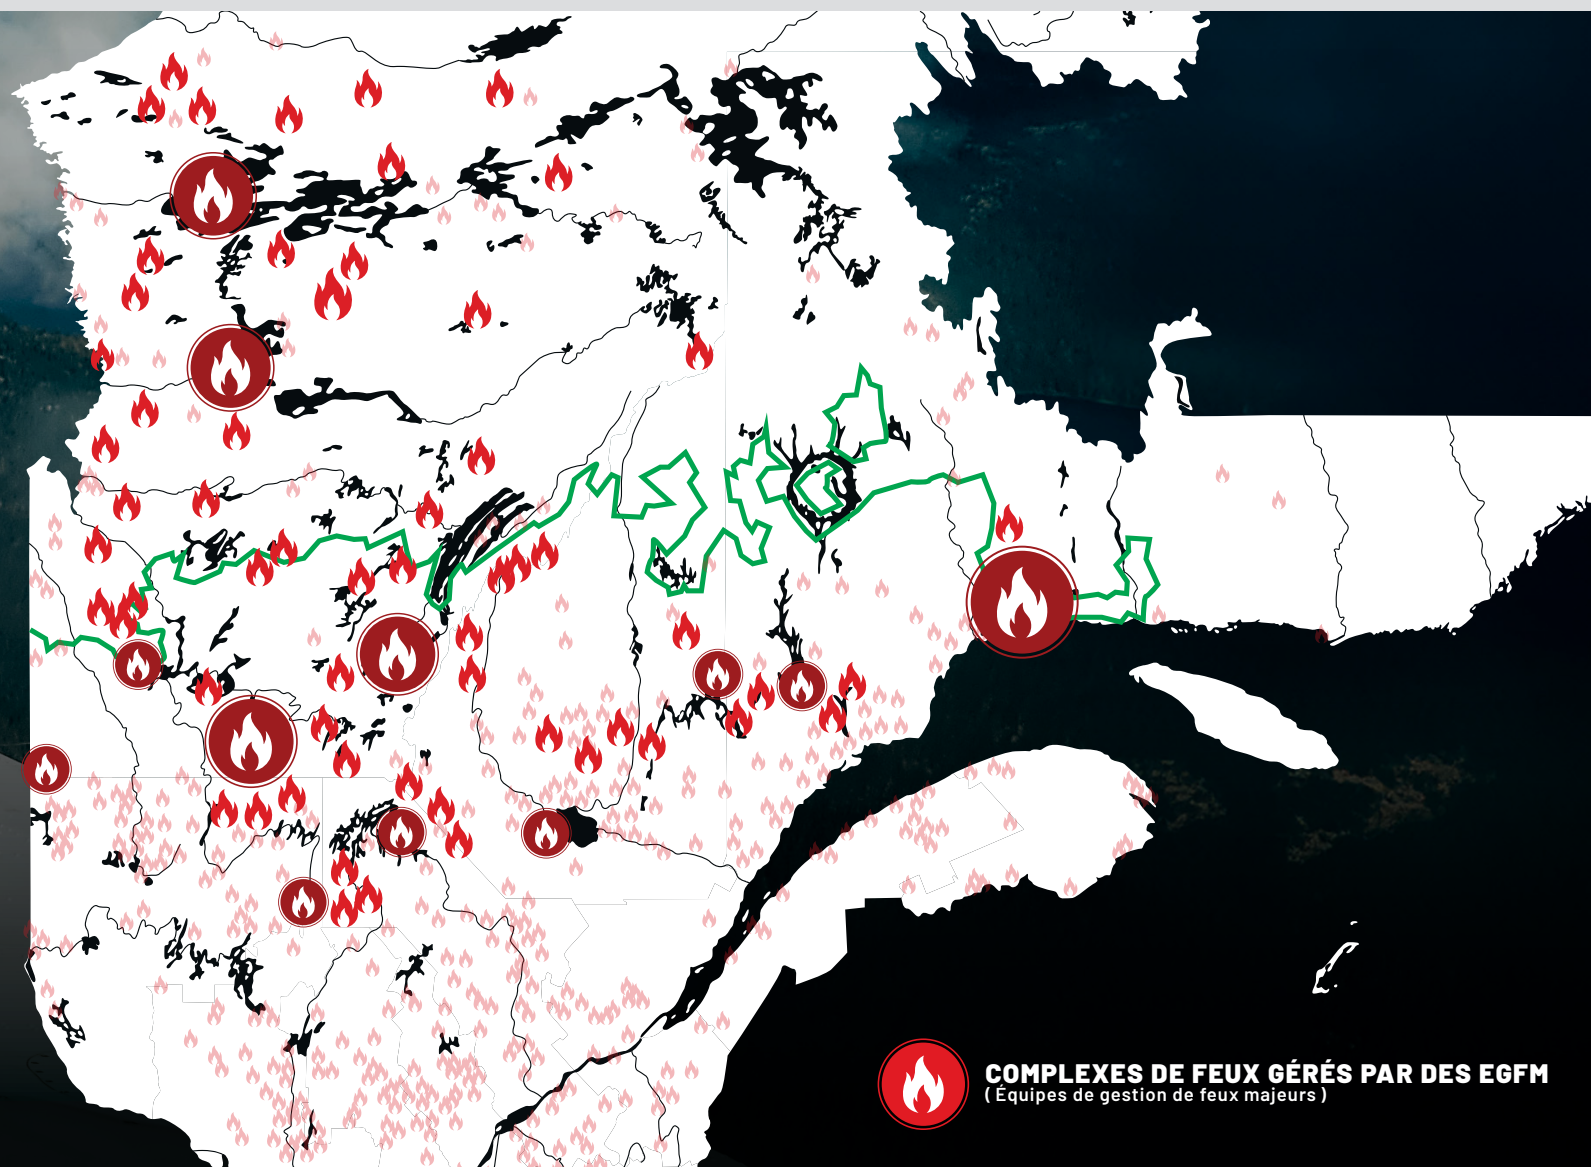 COMPLEXES DE FEUX GÉRÉS PAR DES EGFM
( Équipes de gestion de feux majeurs )